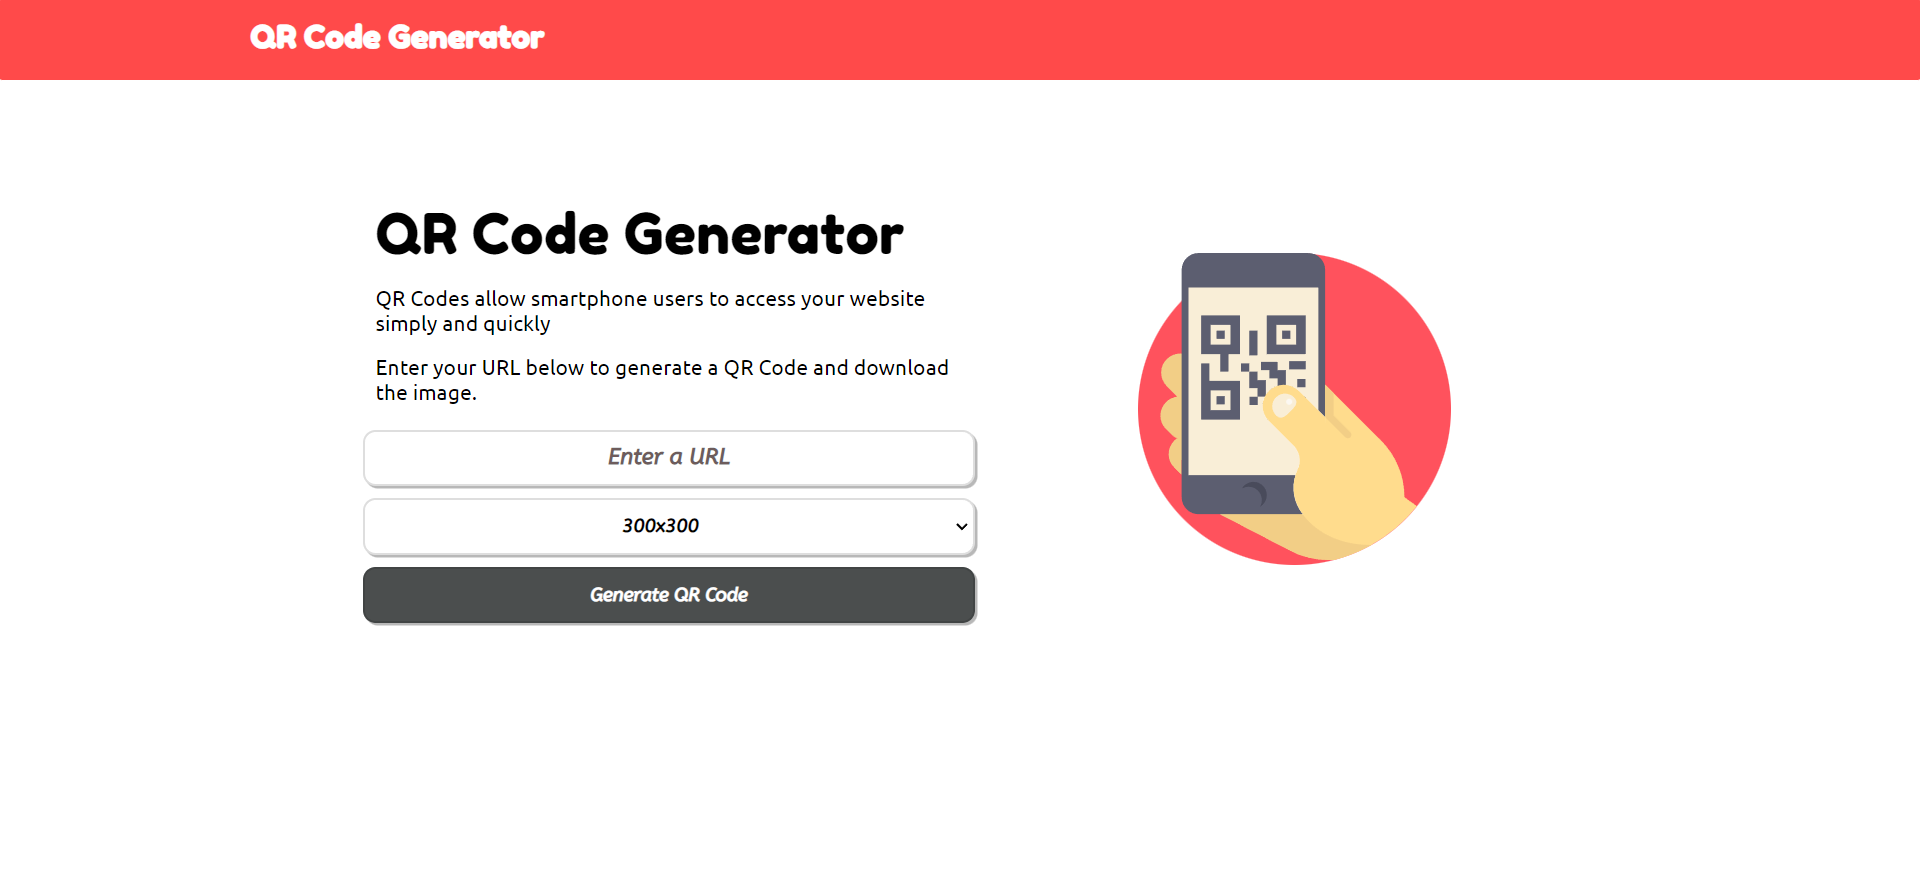 QR Code Generator
QR Code Generator
QR Codes allow smartphone users to access your website
simply and quickly
Enter your URL below to generate a QR Code and download
the image.
Enter a URL
300x300
Generate QR Code